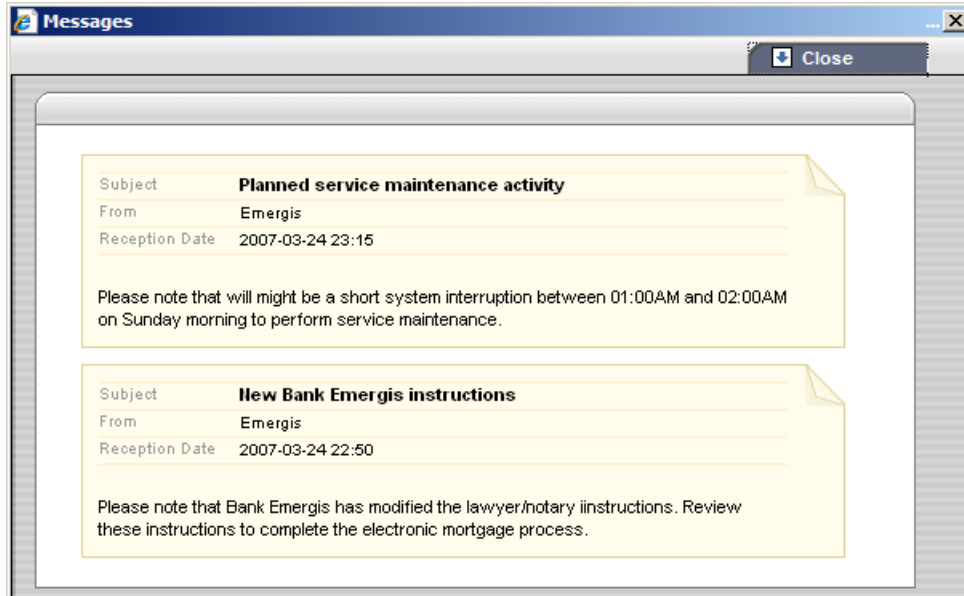 Messages
...
Close
Subject Planned service maintenance activity
From Emergis
Reception Date 2007-03-24 23:15
Please note that will might be a short system interruption between 01:00AM and 02:00AM
on Sunday morning to perform service maintenance.
Subject New Bank Emergis instructions
From Emergis
Reception Date 2007-03-24 22:50
Please note that Bank Emergis has modified the lawyer/notary iinstructions. Review
these instructions to complete the electronic mortgage process.